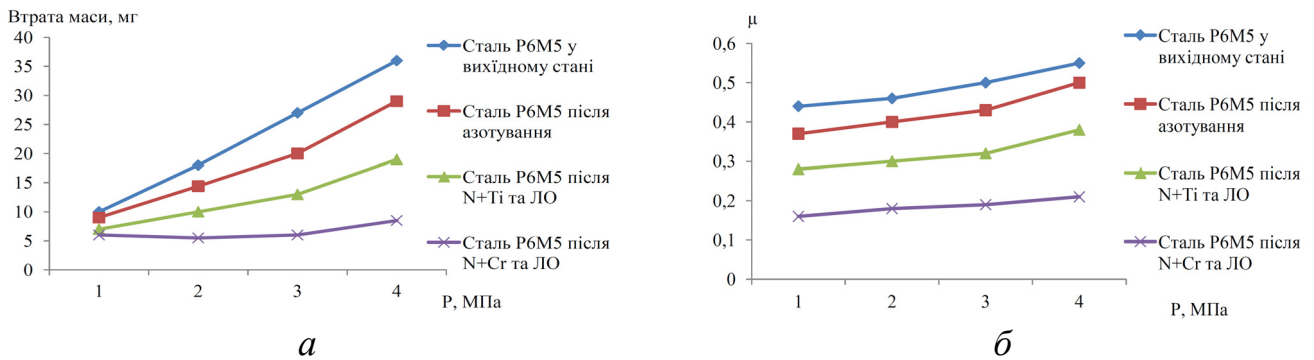 Втрата маси, мг
40
35
30
25
20
15
10
5
0
1
2
3
4
Р, МПа
Сталь Р6М5 у
вихїдному стані
Сталь Р6М5 після
азотування
Сталь Р6М5 після
N+Ti та ЛО
Сталь Р6М5 після
N+Cr та ЛО
а
μ
0,6
0,5
0,4
0,3
0,2
0,1
0
1
2
3
4
Р, МПа
Сталь Р6М5 у
вихідному стані
Сталь Р6М5 після
азотування
Сталь Р6М5 після
N+Ti та ЛО
Сталь Р6М5 після
N+Cr та ЛО
б